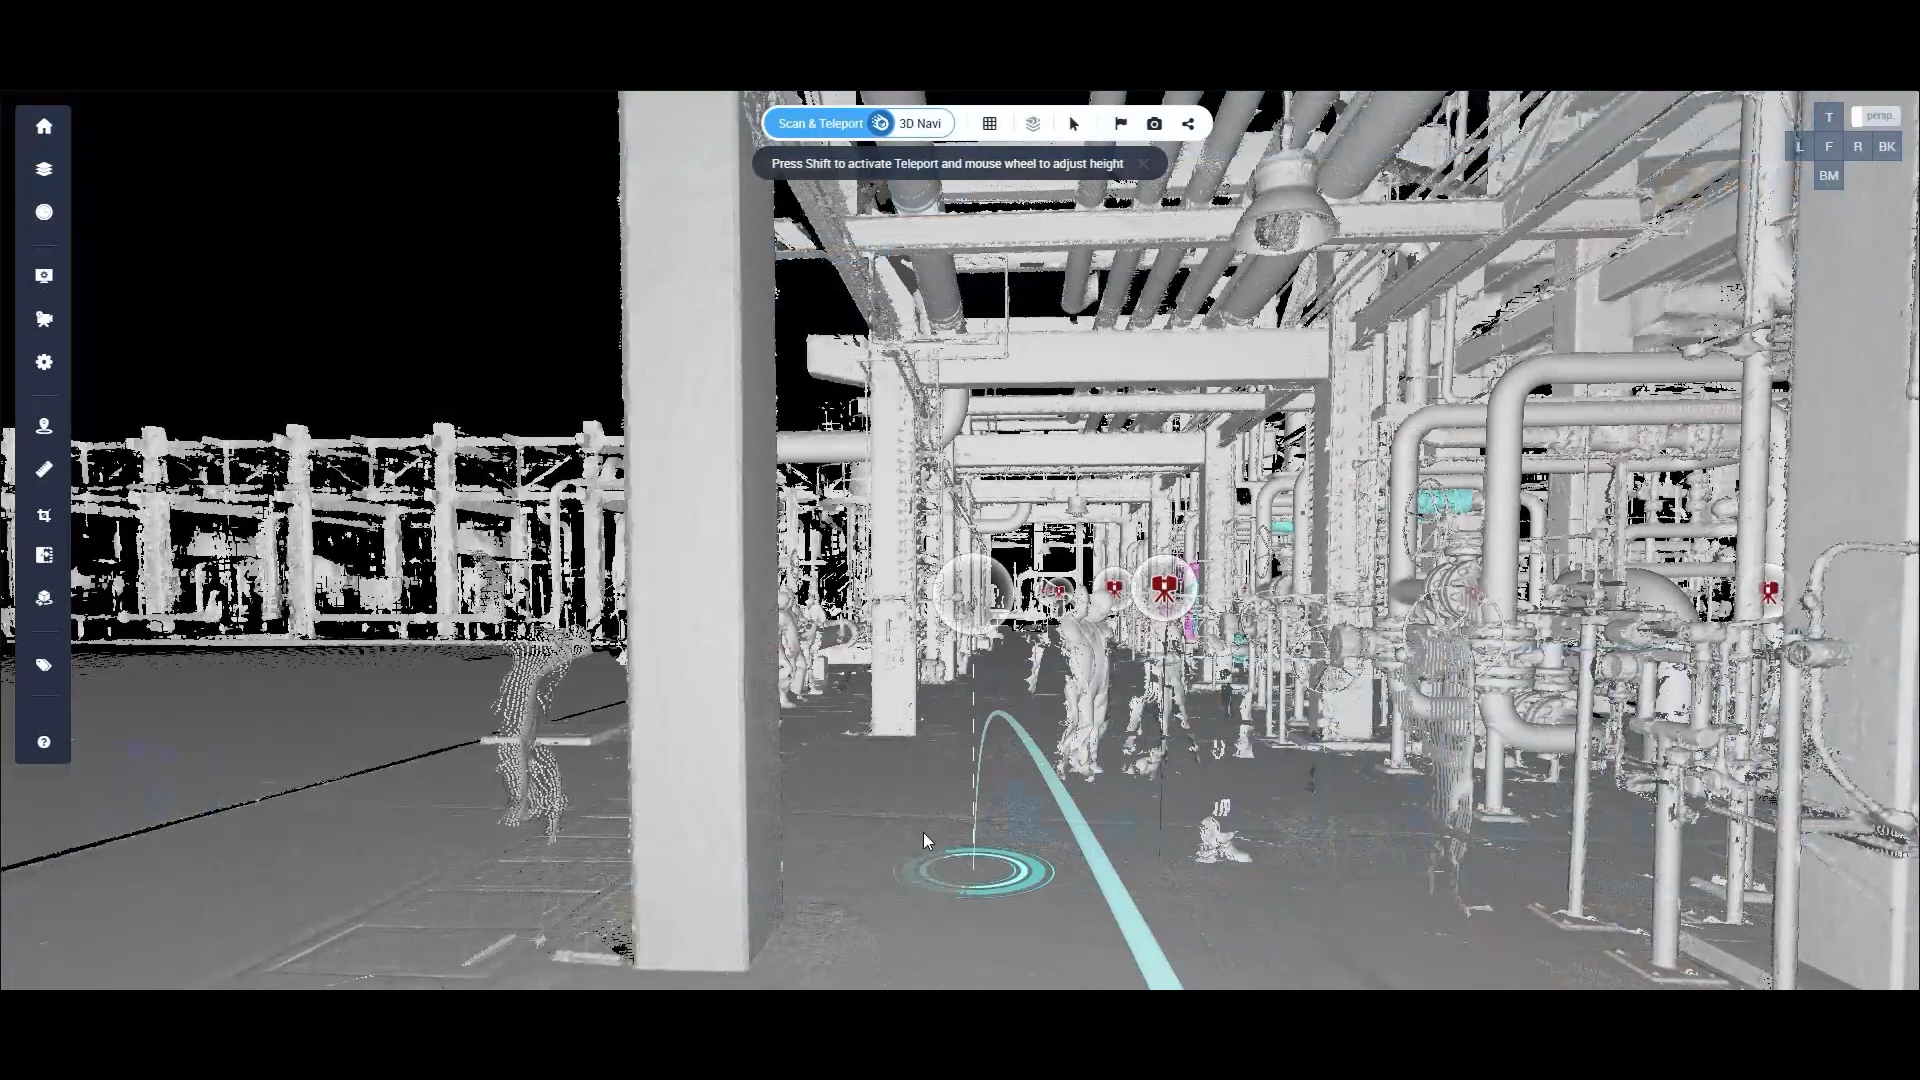 Scan & Teleport 3D Navi
Press Shift to activate Teleport and mouse wheel to adjust height
T persp.
L F R BK
BM